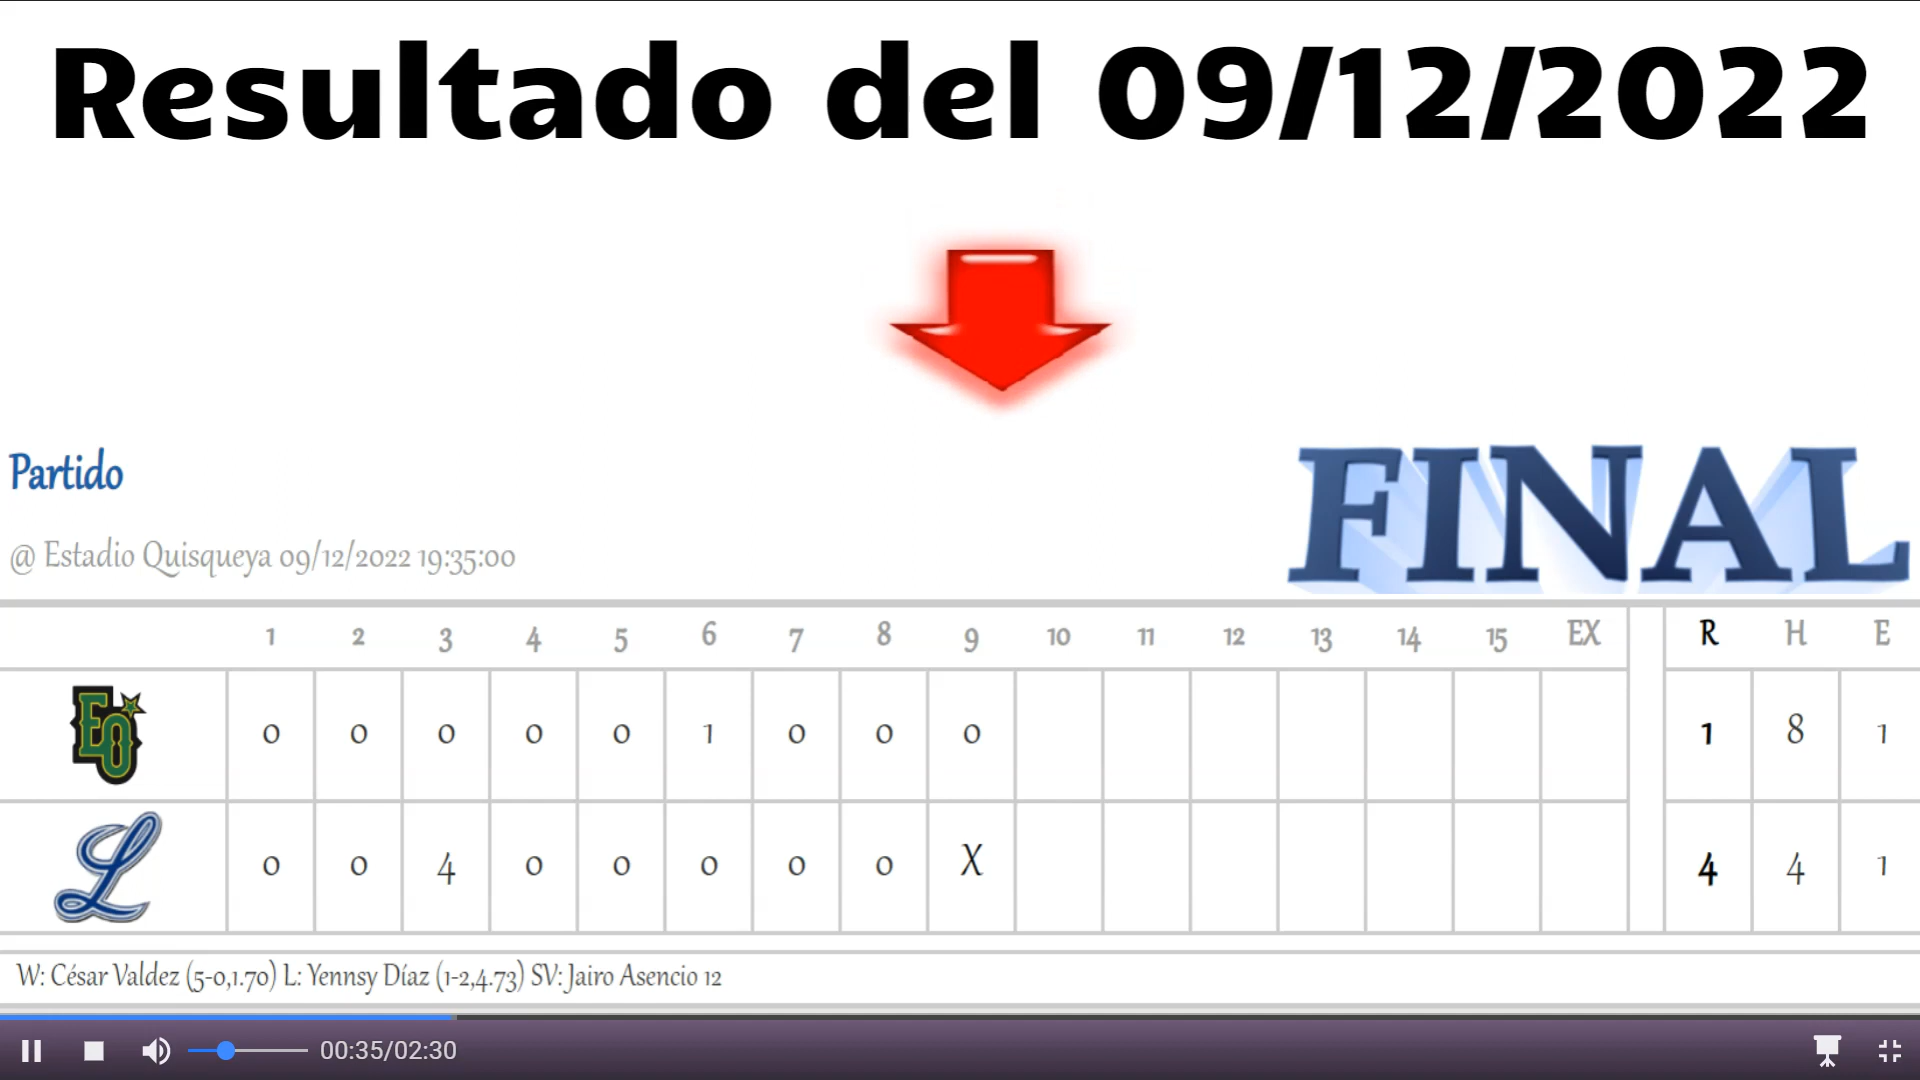 Resultado del 09/12/2022
Partido
FINAL
@ Estadio Quisqueya 09/12/2022 19:35:00
1 2 3 4 5 6 7 8 9 10 11 12 13 14 15 EX R H E
EO 0 0 0 0 0 1 0 0 0 1 8 1
L 0 0 4 0 0 0 0 0 X 4 4 1
W: César Valdez (5-0,1.70) L: Yennsy Díaz (1-2,4.73) SV: Jairo Asencio 12
00:35/02:30